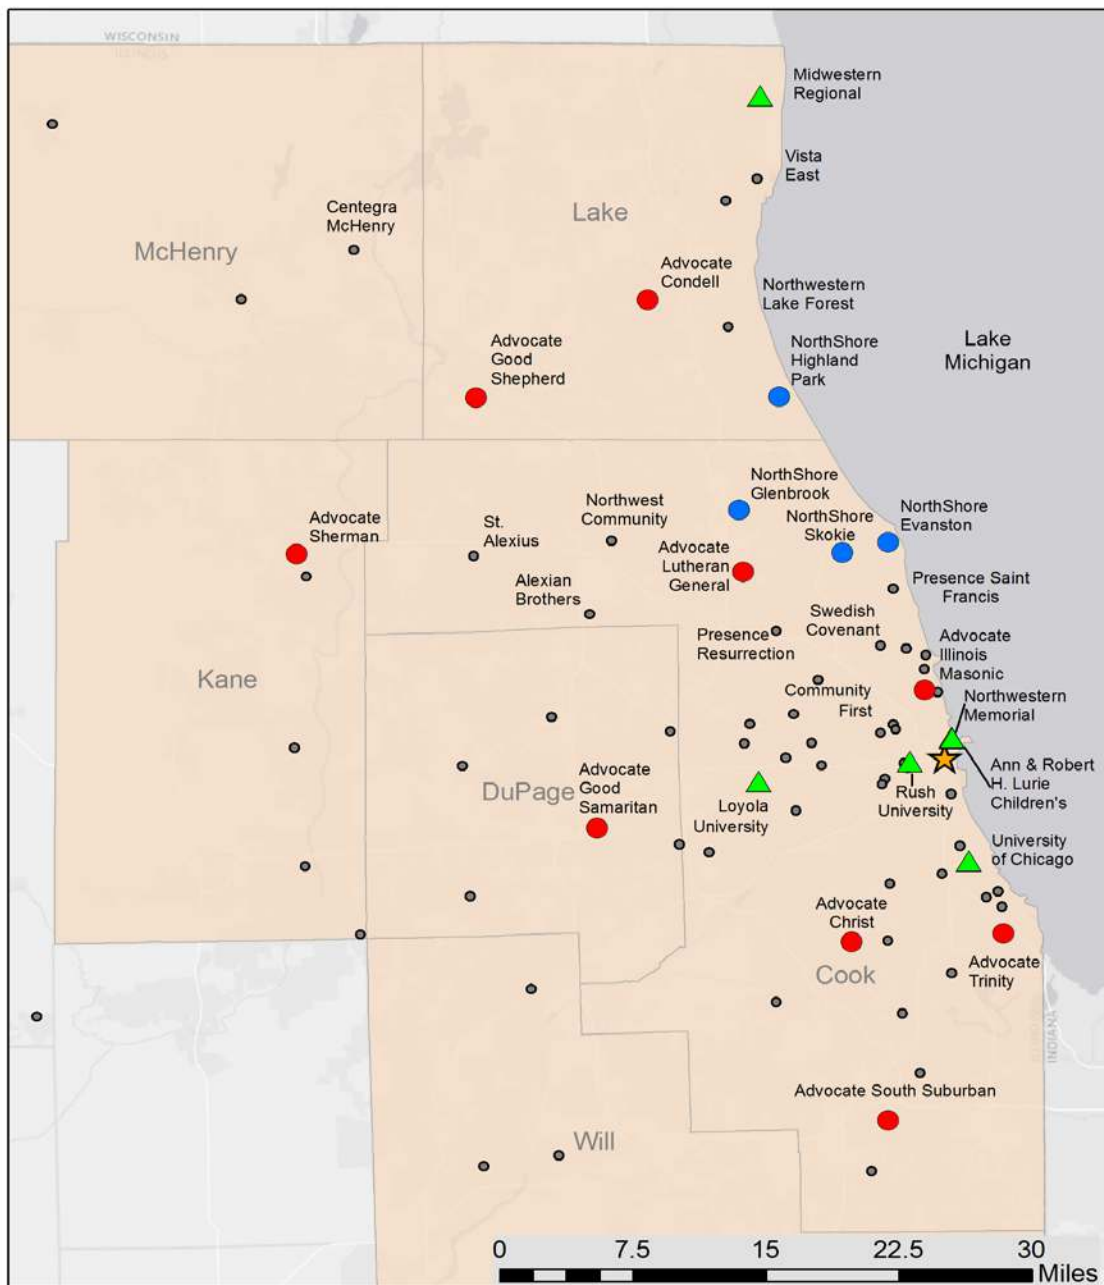 WISCONSIN
ILLINOIS
Midwestern
Regional
Vista
East
Centegra
McHenry
Lake
McHenry
Advocate
Condell
Northwestern
Lake Forest
Advocate
Good
Shepherd
NorthShore
Highland
Park
Lake
Michigan
NorthShore
Glenbrook
Northwest
Community
NorthShore
Evanston
Advocate
Sherman
St.
Alexius
NorthShore
Skokie
Advocate
Lutheran
General
Alexian
Brothers
Presence Saint
Francis
Swedish
Covenant
Presence
Resurrection
Advocate
Illinois
Masonic
Kane
Community
First
Northwestern
Memorial
Ann & Robert
H. Lurie
Children's
Advocate
Good
Samaritan
DuPage
Loyola
University
Rush
University
University
of Chicago
Advocate
Christ
Cook
Advocate
Trinity
ILLINOIS
INDIANA
Advocate South Suburban
Will
0 7.5 15 22.5 30
Miles